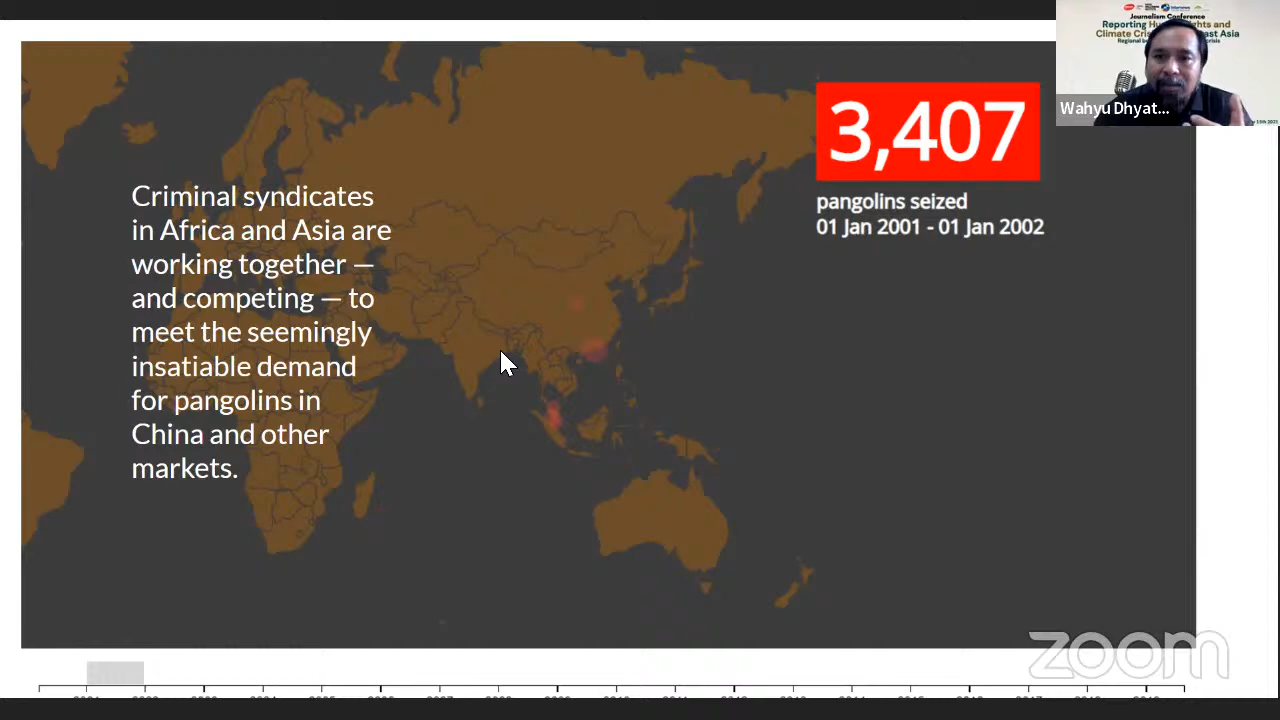 Criminal syndicates
in Africa and Asia are
working together —
and competing — to
meet the seemingly
insatiable demand
for pangolins in
China and other
markets.
3,407
pangolins seized
01 Jan 2001 - 01 Jan 2002
Journalism Conference
Wahyu Dhyat...
zoom